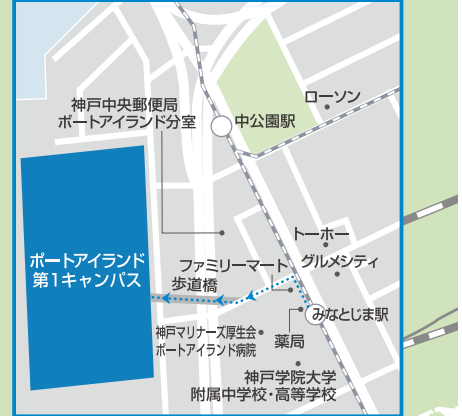 神戸中央郵便局
ポートアイランド分室
ローソン
中公園駅
トーホー
グルメシティ
ポートアイランド
第1キャンパス
ファミリーマート
歩道橋
みなとじま駅
神戸マリナーズ厚生会
ポートアイランド病院
薬局
神戸学院大学
附属中学校・高等学校